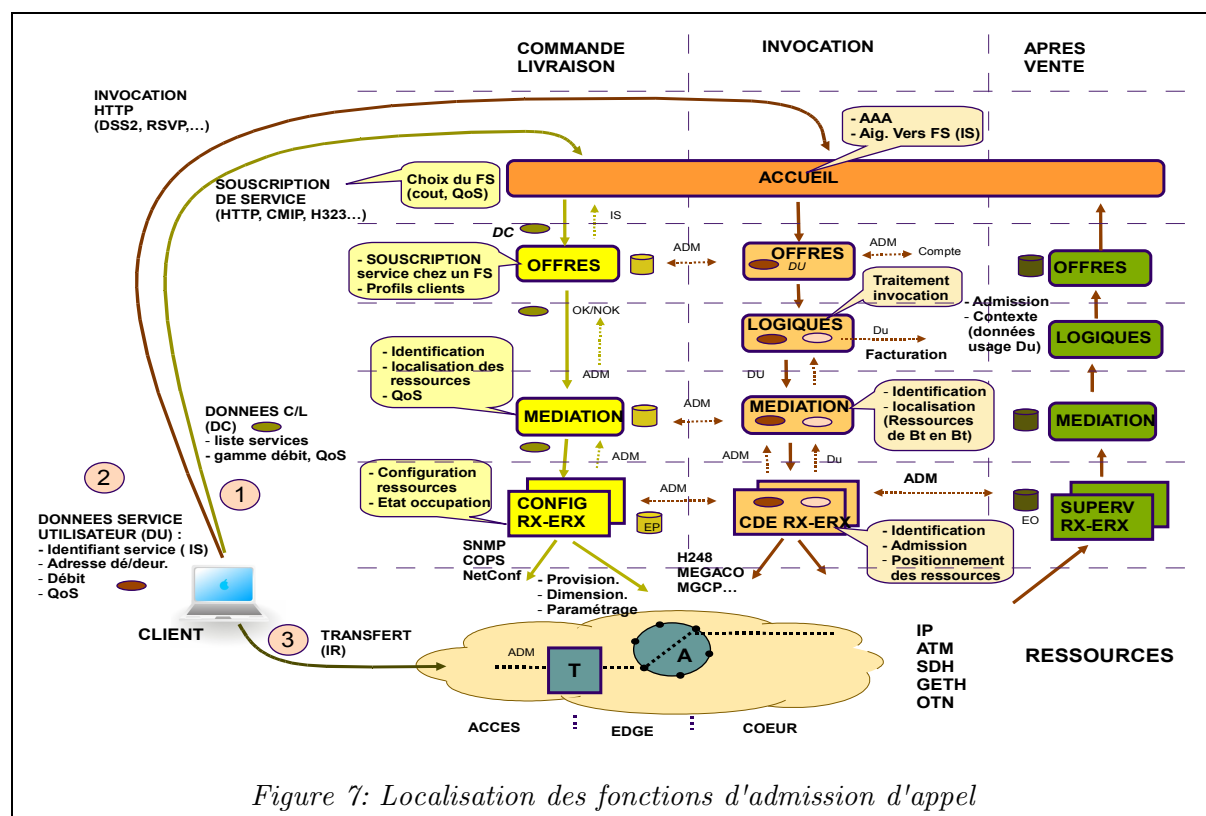 COMMANDE
LIVRAISON
INVOCATION
APRES
VENTE
INVOCATION
HTTP
(DSS2, RSVP,…)
- AAA
- Aig. Vers FS (IS)
SOUSCRIPTION
DE SERVICE
(HTTP, CMIP, H323…)
Choix du FS
(cout, QoS)
ACCUEIL
IS
DC
- SOUSCRIPTION
service chez un FS
- Profils clients
OFFRES
ADM
OFFRES
DU
ADM
Compte
OFFRES
Traitement
invocation
OK/NOK
- Admission
- Contexte
(données
usage Du)
LOGIQUES
Du
Facturation
LOGIQUES
- Identification
- localisation des
ressources
- QoS
ADM
DU
MEDIATION
ADM
MEDIATION
- Identification
- localisation
(Ressources
de Bt en Bt)
MEDIATION
DONNEES C/L
(DC)
- liste services
- gamme débit, QoS
ADM
ADM
Du
2
1
- Configuration
ressources
- Etat occupation
CONFIG
RX-ERX
ADM
EP
CDE RX-ERX
ADM
EO
SUPERV
RX-ERX
DONNEES SERVICE
UTILISATEUR (DU) :
- Identifiant service ( IS)
- Adresse dé/deur.
- Débit
- QoS
SNMP
COPS
NetConf
- Provision.
- Dimension.
- Paramétrage
H248
MEGACO
MGCP…
- Identification
- Admission
- Positionnement
des ressources
CLIENT
3
TRANSFERT
(IR)
ADM
T
A
IP
ATM
SDH
GETH
OTN
RESSOURCES
ACCES
EDGE
COEUR
Figure 7: Localisation des fonctions d'admission d'appel